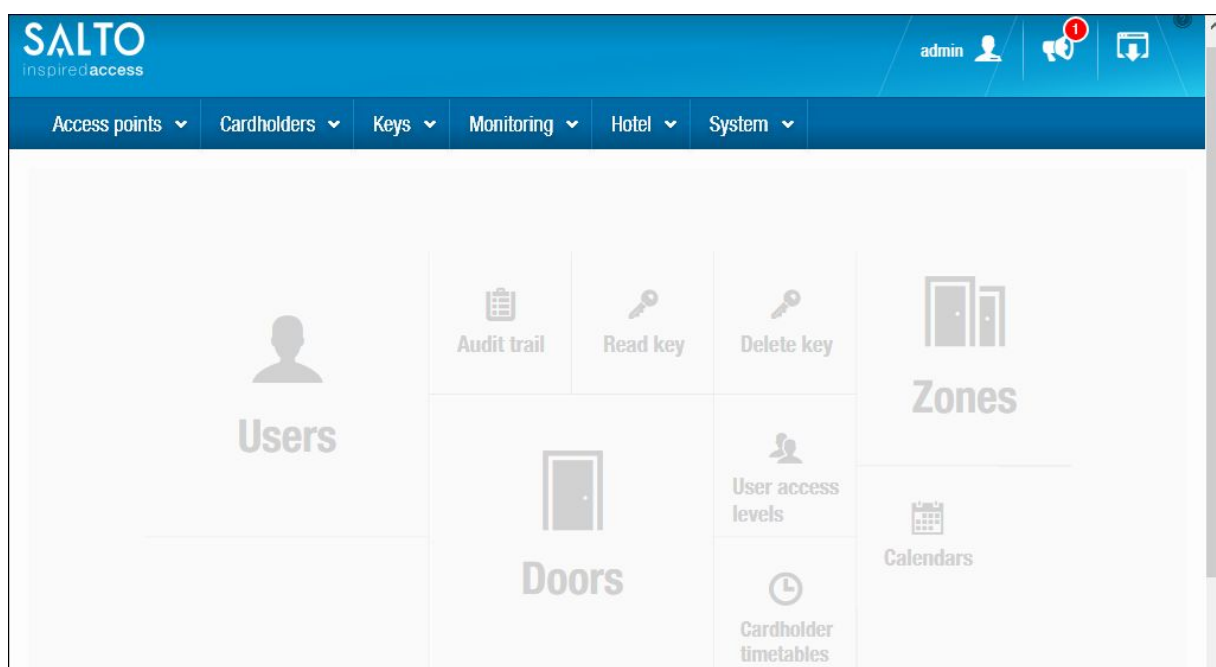 SALTO
inspiredaccess
admin
1
?
Access points
Cardholders
Keys
Monitoring
Hotel
System
Users
Audit trail
Read key
Delete key
Zones
Doors
User access
levels
Calendars
Cardholder
timetables